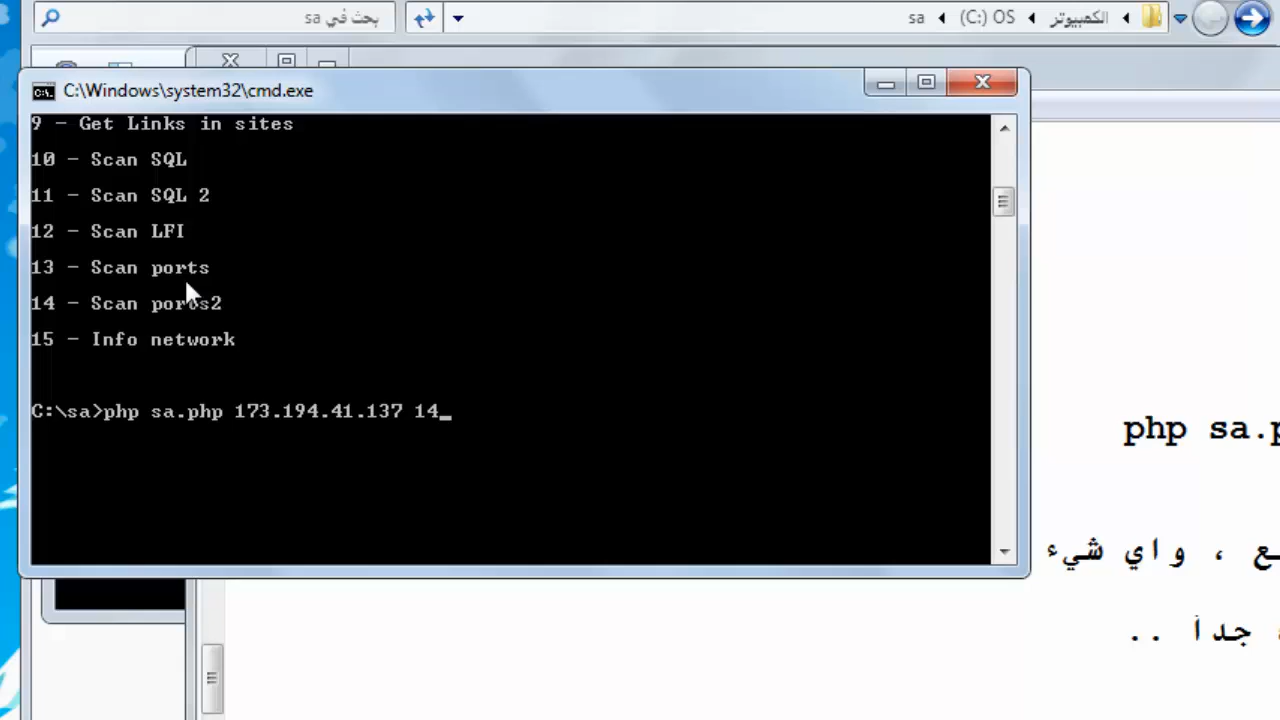 بحث في sa
الكمبيوتر
OS (C:)
sa
C:\Windows\system32\cmd.exe
9 - Get Links in sites
10 - Scan SQL
11 - Scan SQL 2
12 - Scan LFI
13 - Scan ports
14 - Scan ports2
15 - Info network
C:\sa>php sa.php 173.194.41.137 14_
php sa.p
ع ، واي شيء
جداً ..